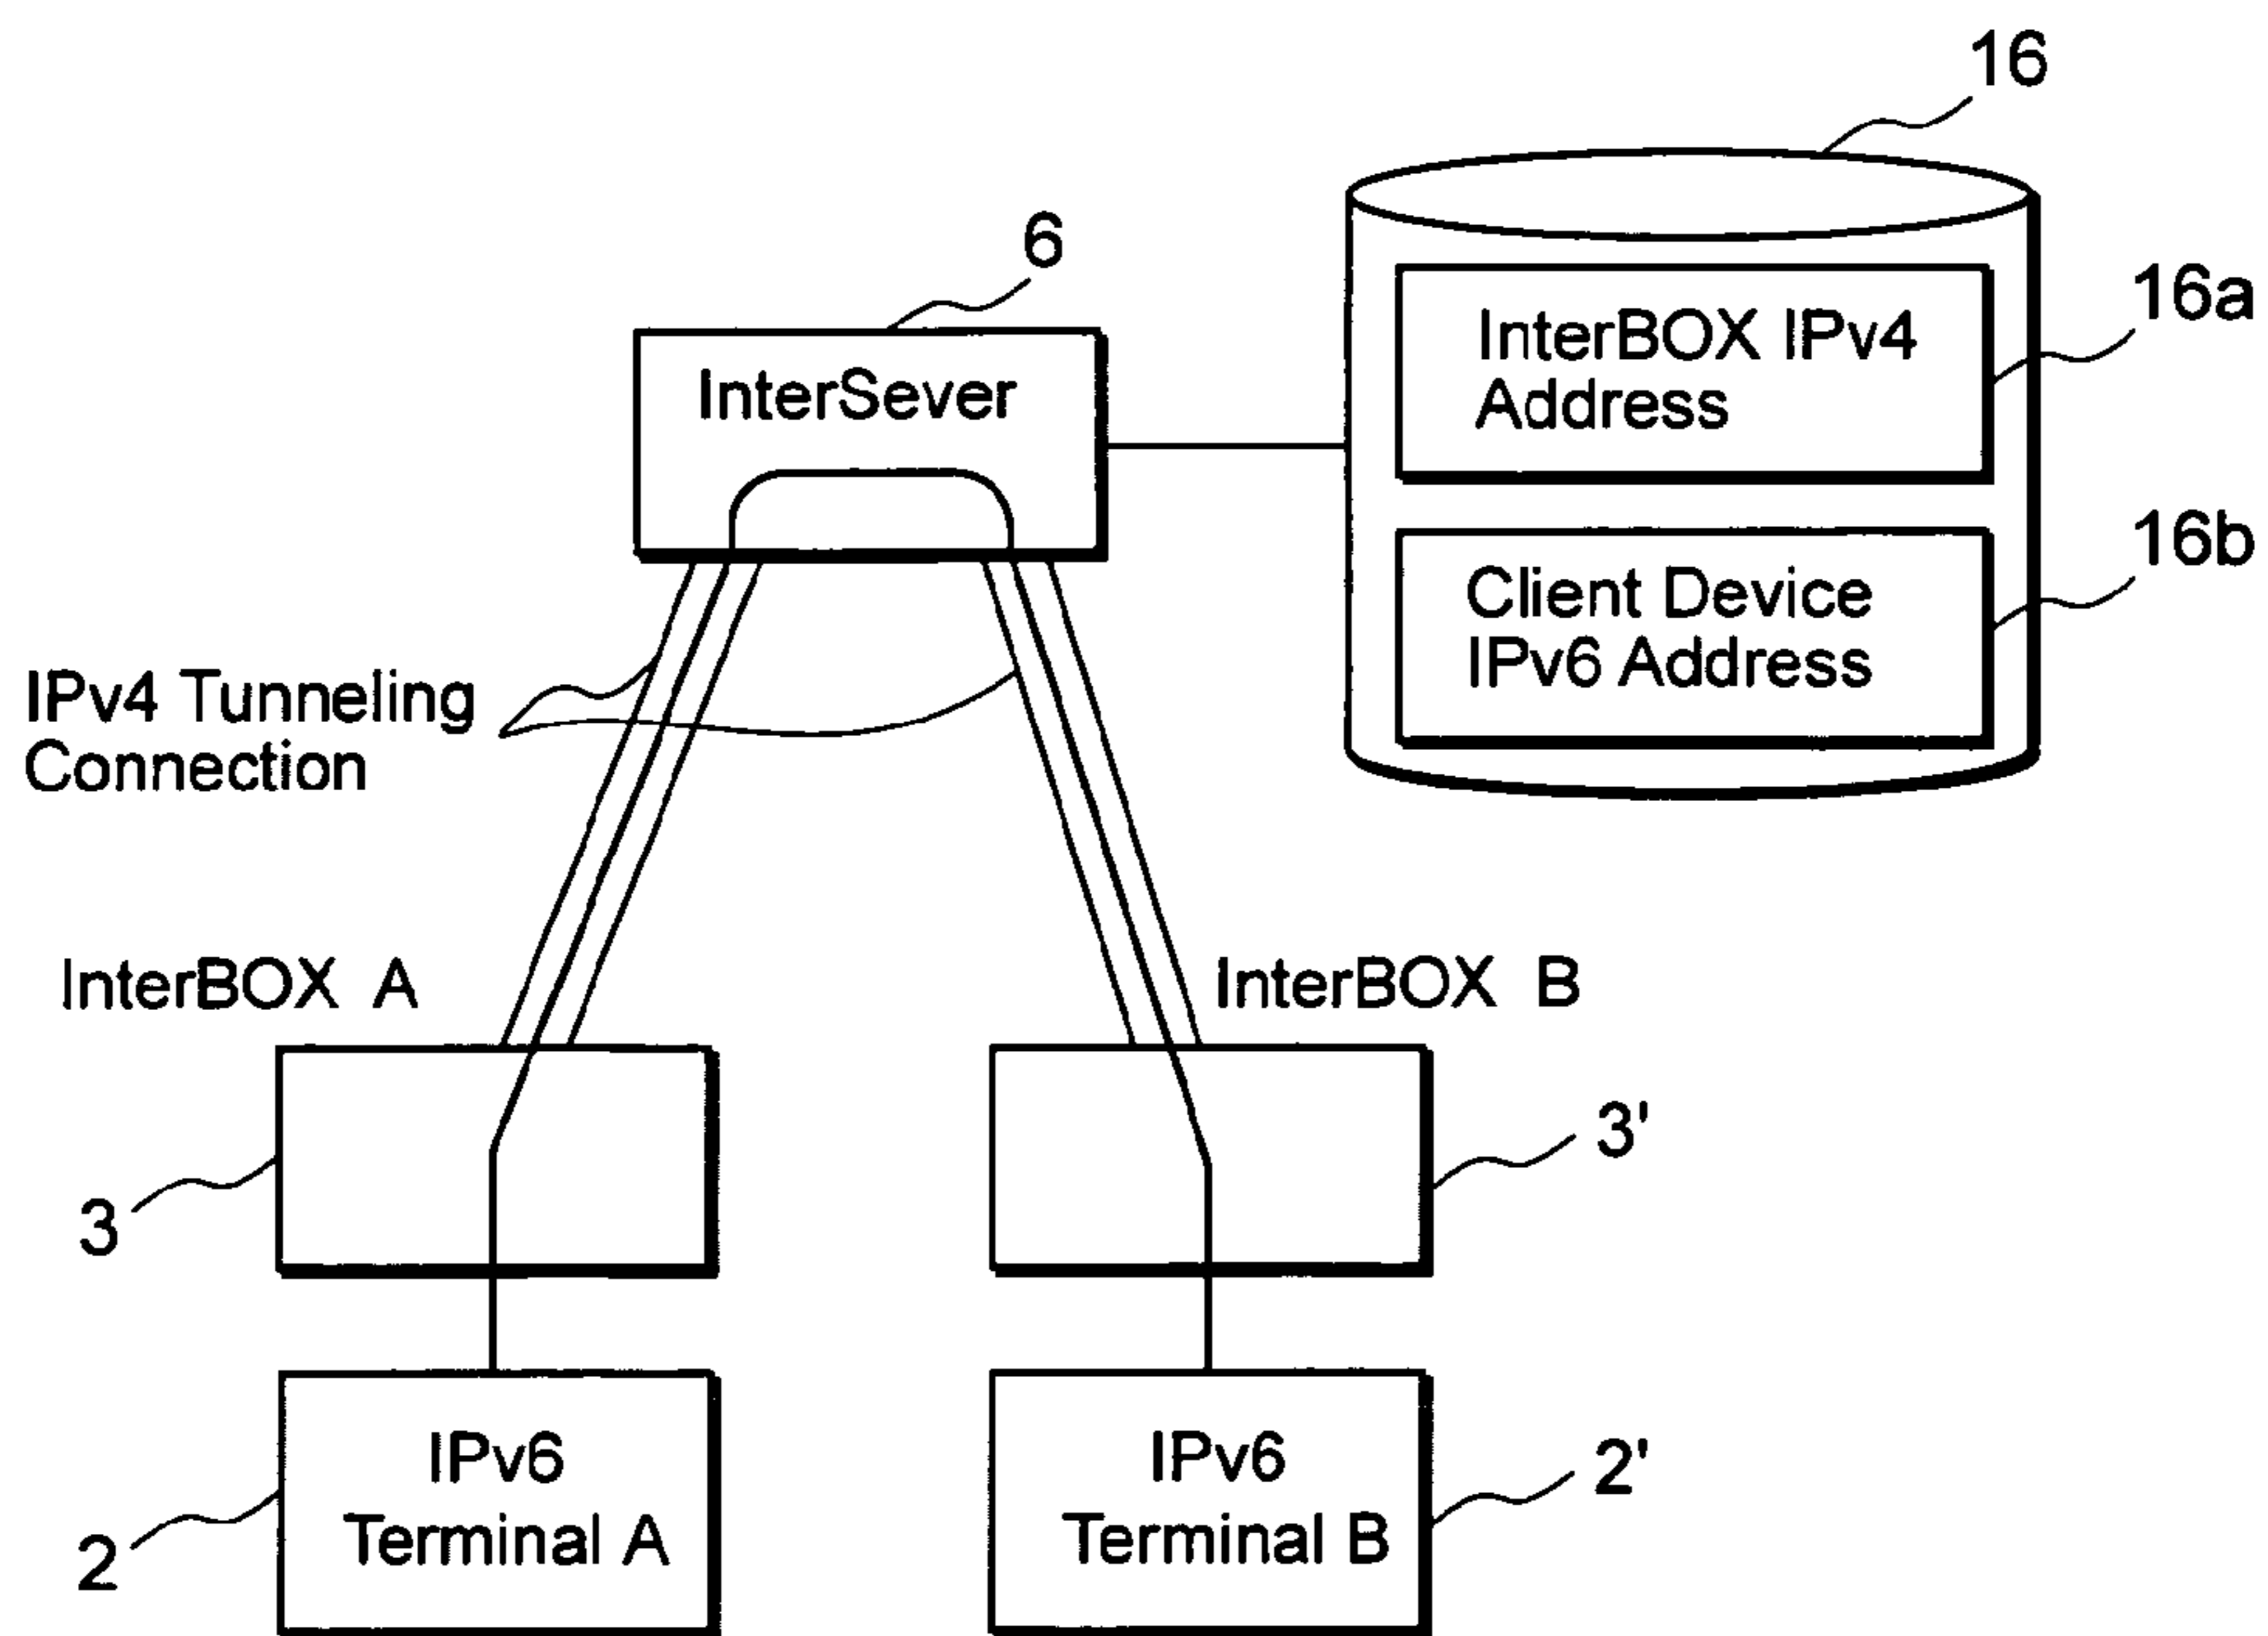 16
6
16a
InterBOX IPv4
Address
InterSever
16b
Client Device
IPv6 Address
IPv4 Tunneling
Connection
InterBOX A
InterBOX B
3'
3
IPv6
Terminal A
IPv6
Terminal B
2'
2